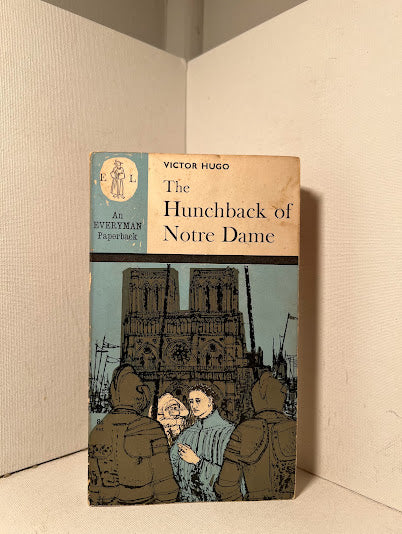 VICTOR HUGO
The
Hunchback of
Notre Dame
E L
An
EVERYMAN
Paperback